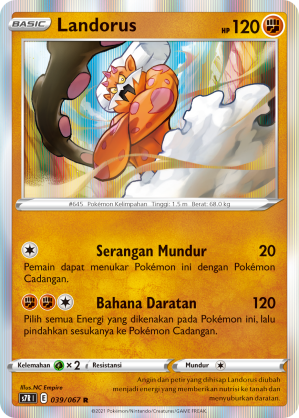 BASIC Landorus HP 120
#645 Pokémon Kelimpahan Tinggi: 1.5 m Berat: 68.0 kg
Serangan Mundur 20
Pemain dapat menukar Pokémon ini dengan Pokémon
Cadangan.
Bahana Daratan 120
Pilih semua Energi yang dikenakan pada Pokémon ini, lalu
pindahkan sesukanya ke Pokémon Cadangan.
Kelemahan ×2 Resistansi Mundur
Illus. NC Empire
S7R I E 039/067 R
Angin dan petir yang dihisap Landorus diubah
menjadi energi yang memberikan nutrisi ke tanah dan
menyuburkan daratan.
©2021 Pokémon/Nintendo/Creatures/GAME FREAK.